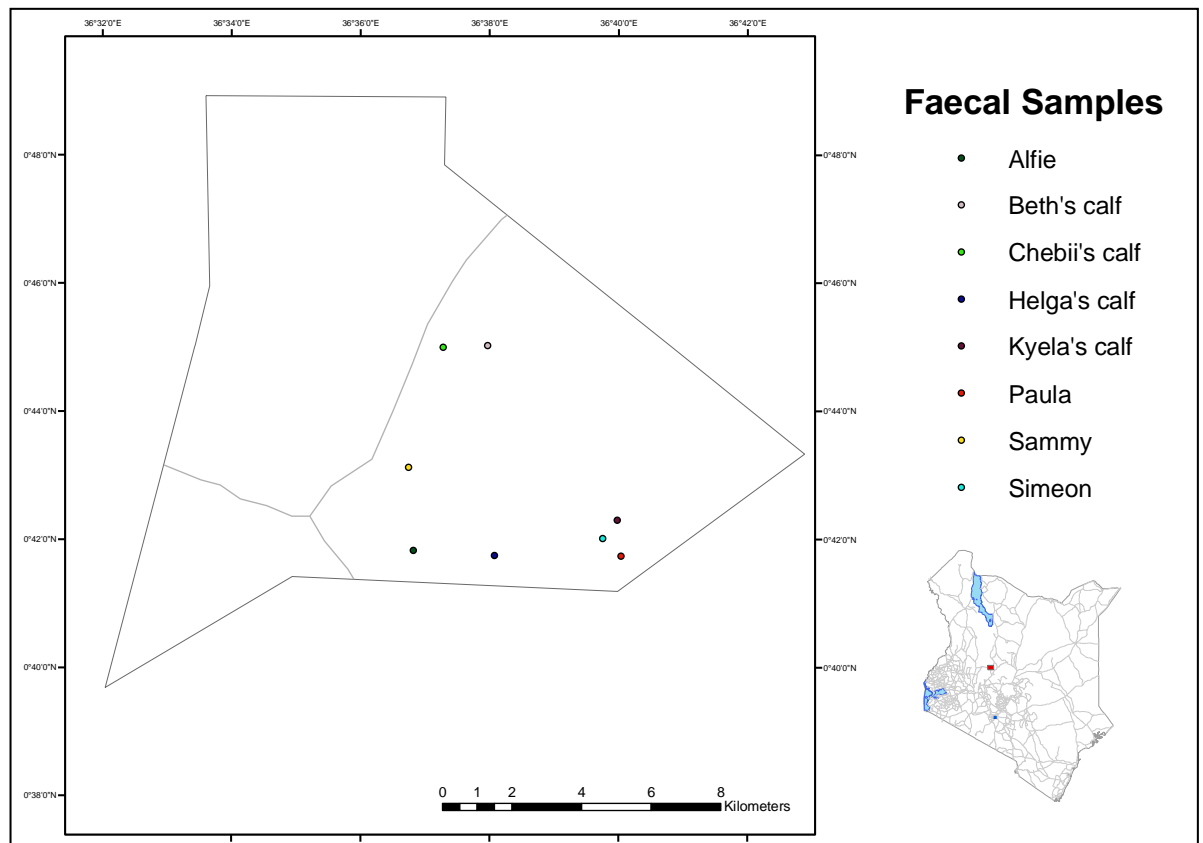 36°32'0"E 36°34'0"E 36°36'0"E 36°38'0"E 36°40'0"E 36°42'0"E
0°48'0"N 0°48'0"N
0°46'0"N 0°46'0"N
0°44'0"N 0°44'0"N
0°42'0"N 0°42'0"N
0°40'0"N 0°40'0"N
0°38'0"N 0°38'0"N
0 1 2 4 6 8
Kilometers
Faecal Samples
Alfie
Beth's calf
Chebii's calf
Helga's calf
Kyela's calf
Paula
Sammy
Simeon